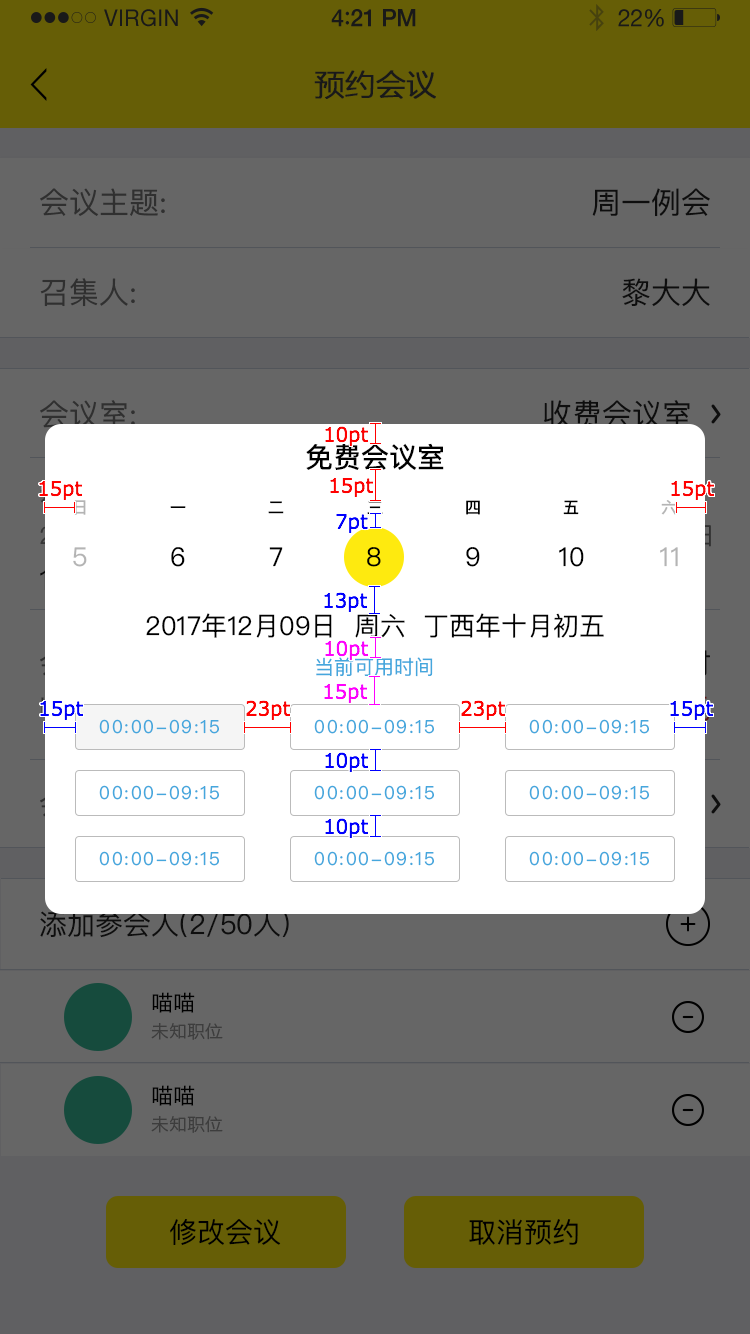 VIRGIN 4:21 PM 22%
预约会议
会议主题: 周一例会
召集人: 黎大大
会议室: 收费会议室
10pt
免费会议室
15pt 15pt 15pt
日 一 二 三 四 五 六
7pt
5 6 7 8 9 10 11
13pt
2017年12月09日 周六 丁酉年十月初五
10pt
当前可用时间
15pt
15pt 23pt 23pt 15pt
00:00-09:15 00:00-09:15 00:00-09:15
10pt
00:00-09:15 00:00-09:15 00:00-09:15
10pt
00:00-09:15 00:00-09:15 00:00-09:15
添加参会人(2/50人)
喵喵
未知职位
喵喵
未知职位
修改会议 取消预约